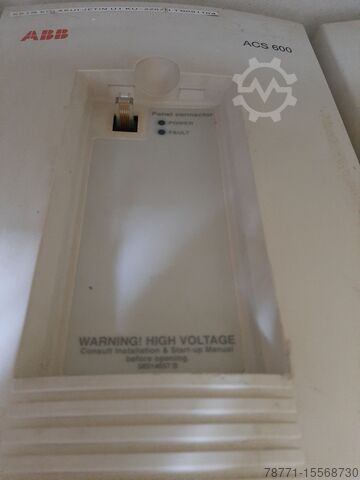 ABB
ACS 600
Panel connector
POWER
FAULT
WARNING! HIGH VOLTAGE
Consult Installation & Start-up Manual
before opening.
78771-15568730